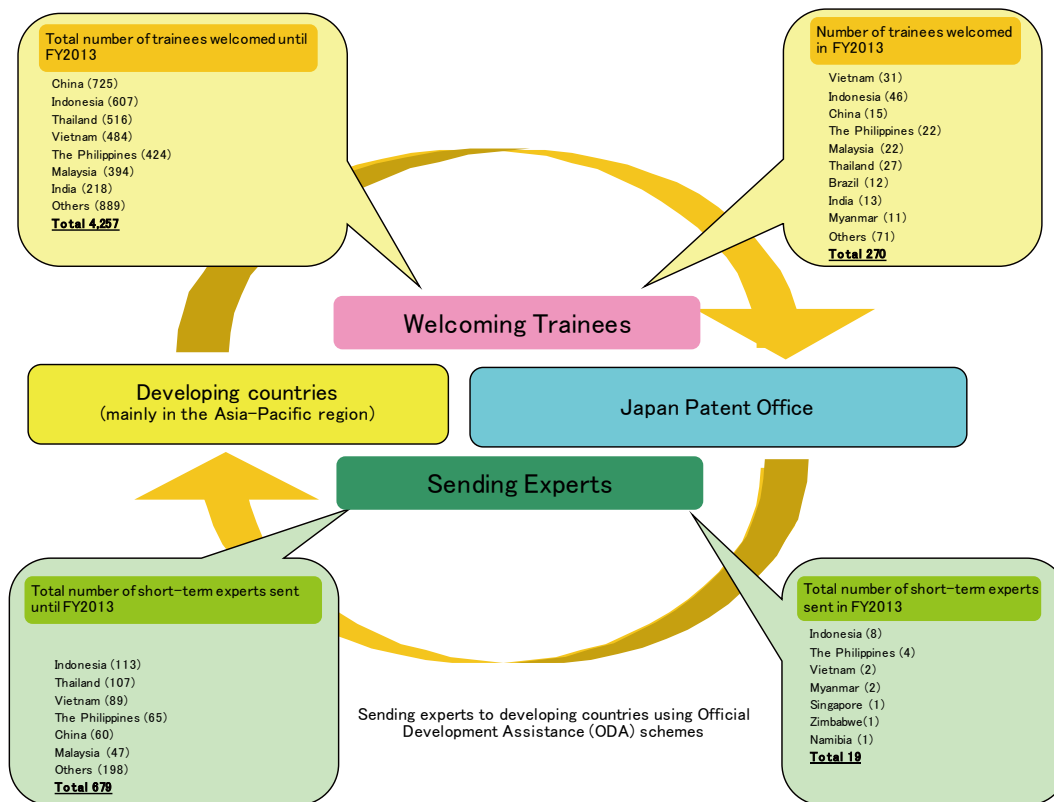 Total number of trainees welcomed until
FY2013
China (725)
Indonesia (607)
Thailand (516)
Vietnam (484)
The Philippines (424)
Malaysia (394)
India (218)
Others (889)
Total 4,257
Number of trainees welcomed
in FY2013
Vietnam (31)
Indonesia (46)
China (15)
The Philippines (22)
Malaysia (22)
Thailand (27)
Brazil (12)
India (13)
Myanmar (11)
Others (71)
Total 270
Welcoming Trainees
Developing countries
(mainly in the Asia-Pacific region)
Japan Patent Office
Sending Experts
Total number of short-term experts sent
until FY2013
Indonesia (113)
Thailand (107)
Vietnam (89)
The Philippines (65)
China (60)
Malaysia (47)
Others (198)
Total 679
Sending experts to developing countries using Official
Development Assistance (ODA) schemes
Total number of short-term experts
sent in FY2013
Indonesia (8)
The Philippines (4)
Vietnam (2)
Myanmar (2)
Singapore (1)
Zimbabwe(1)
Namibia (1)
Total 19